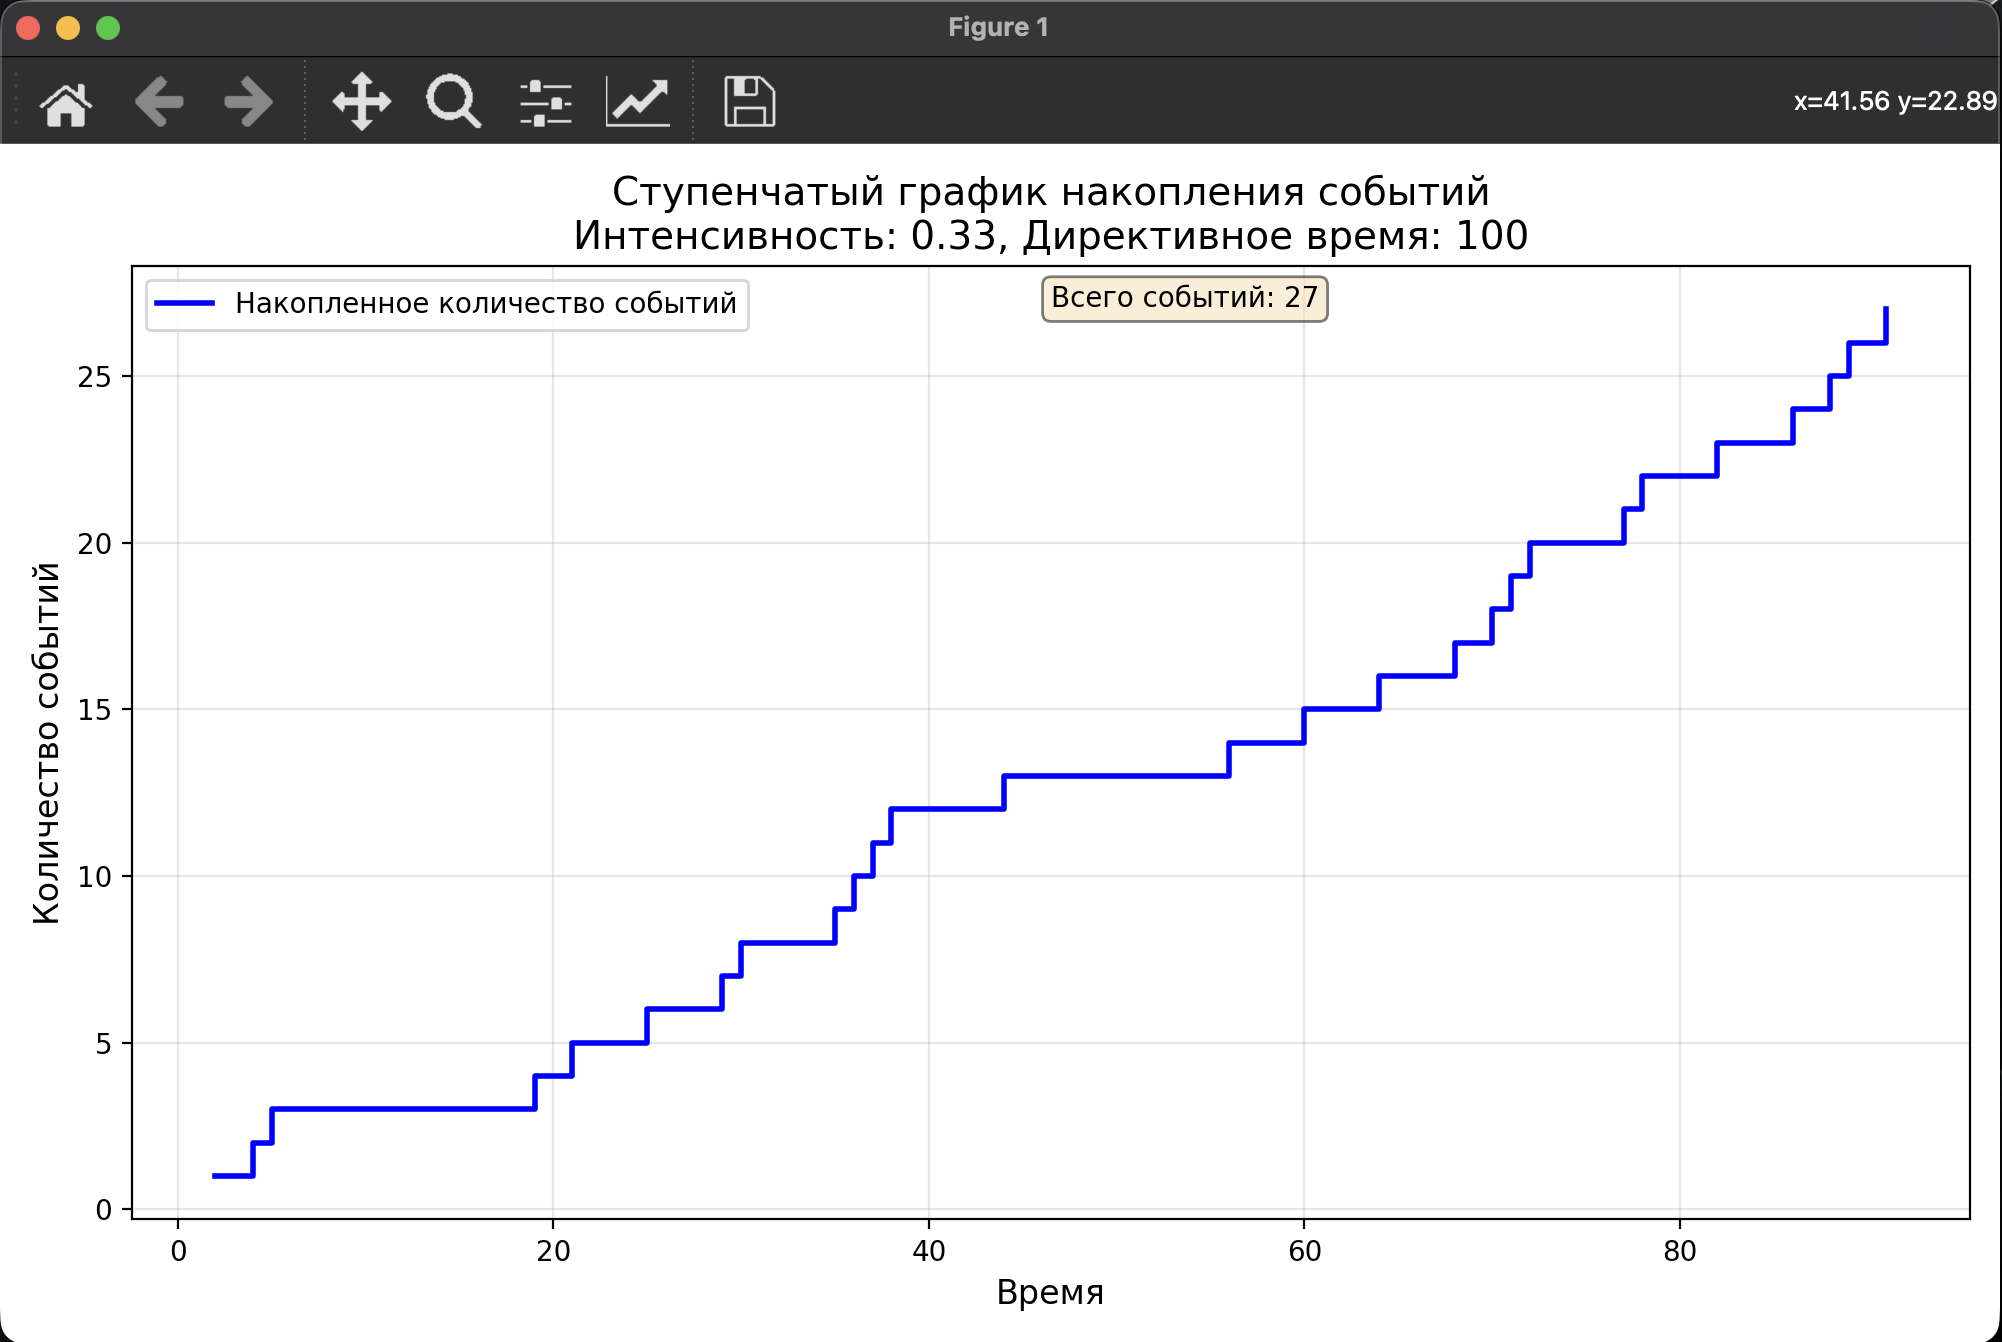 Figure 1
x=41.56 y=22.89
Ступенчатый график накопления событий
Интенсивность: 0.33, Директивное время: 100
Накопленное количество событий
Всего событий: 27
25
20
15
10
5
0
Количество событий
0 20 40 60 80
Время